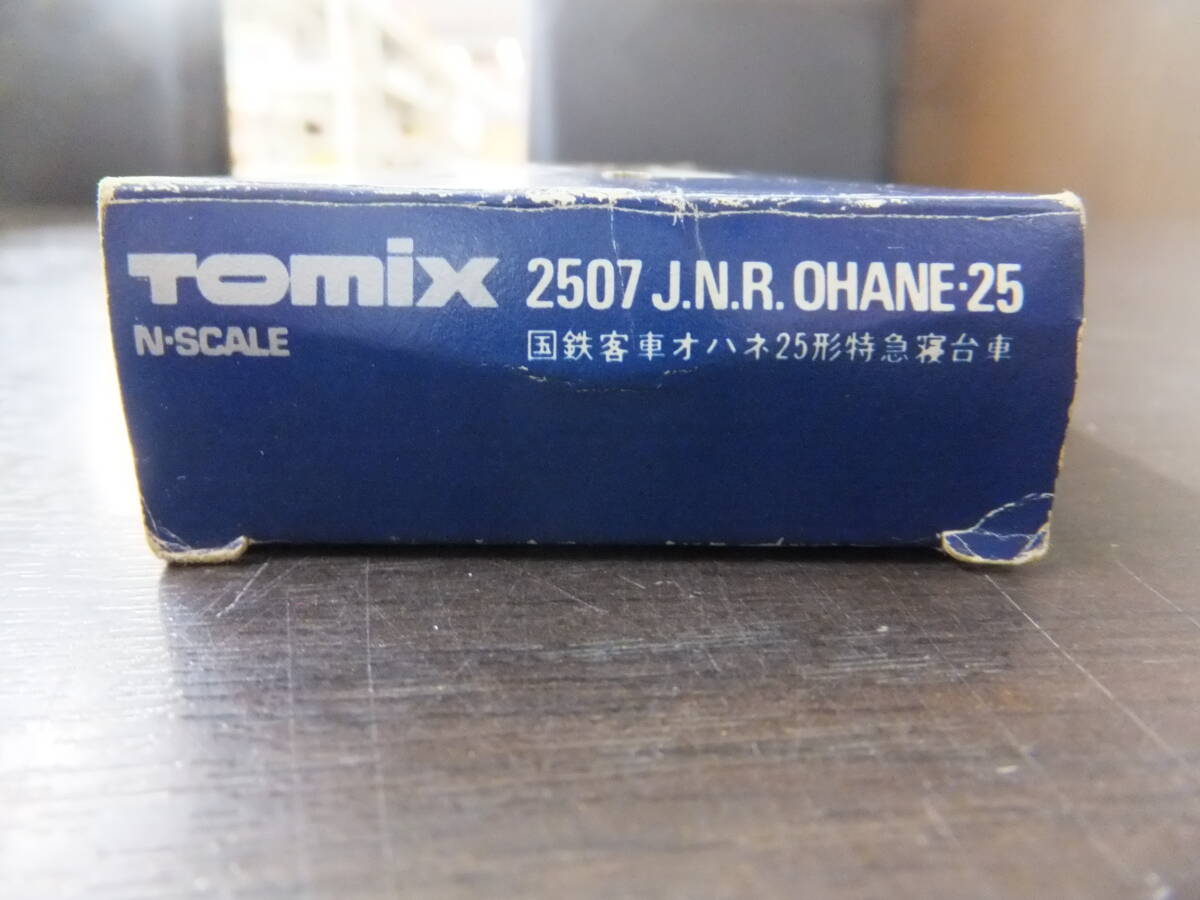 TOMIX 2507 J.N.R. OHANE·25
N·SCALE 国鉄客車オハネ25形特急寝台車